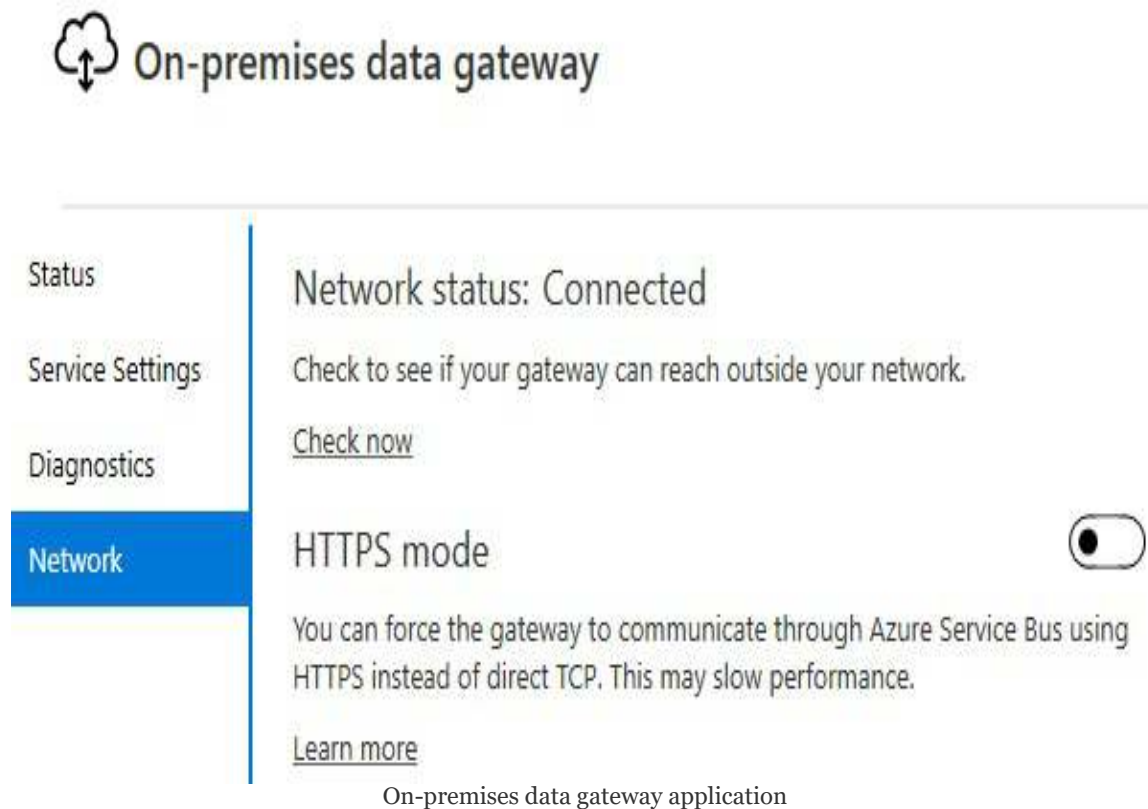 On-premises data gateway
Status
Service Settings
Diagnostics
Network
Network status: Connected
Check to see if your gateway can reach outside your network.
Check now
HTTPS mode
You can force the gateway to communicate through Azure Service Bus using
HTTPS instead of direct TCP. This may slow performance.
Learn more
On-premises data gateway application